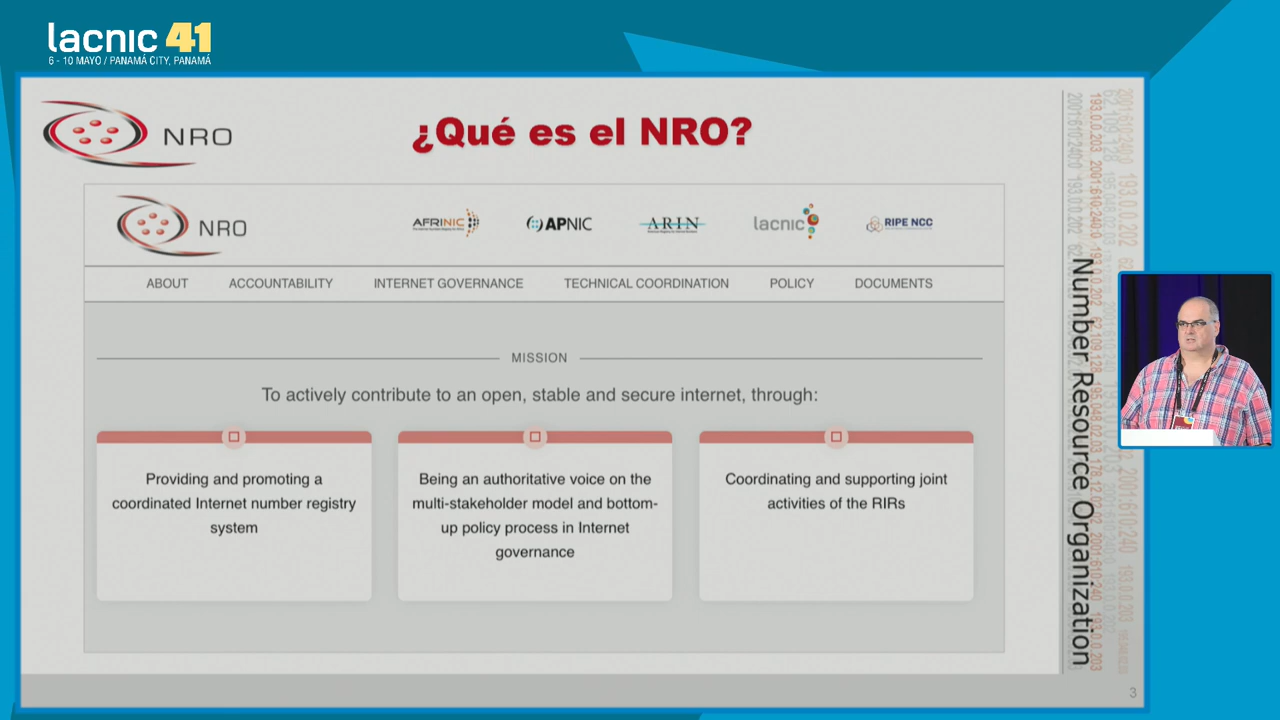 lacnic 41
6 - 10 MAYO / PANAMÁ CITY, PANAMÁ
NRO
¿Qué es el NRO?
NRO
AFRINIC
APNIC
ARIN
lacnic
RIPE NCC
ABOUT
ACCOUNTABILITY
INTERNET GOVERNANCE
TECHNICAL COORDINATION
POLICY
DOCUMENTS
MISSION
To actively contribute to an open, stable and secure internet, through:
Providing and promoting a
coordinated Internet number registry
system
Being an authoritative voice on the
multi-stakeholder model and bottom-
up policy process in Internet
governance
Coordinating and supporting joint
activities of the RIRs
Number Resource Organization
3